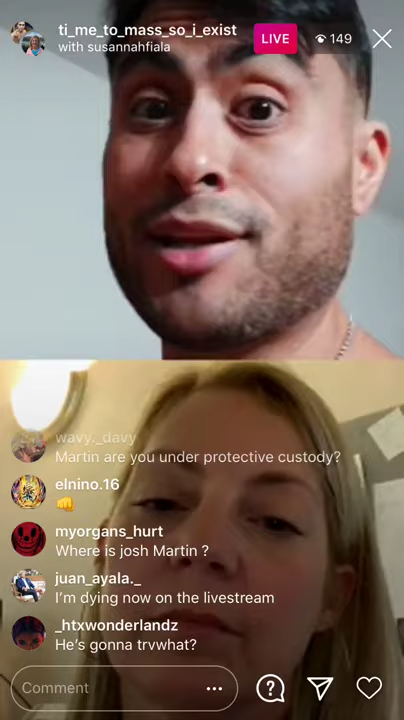 ti_me_to_mass_so_i_exist
with susannahfiala
LIVE
149
wavy._davy
Martin are you under protective custody?
elnino.16
👊
myorgans_hurt
Where is josh Martin ?
juan_ayala._
I'm dying now on the livestream
_htxwonderlandz
He's gonna trvwhat?
Comment